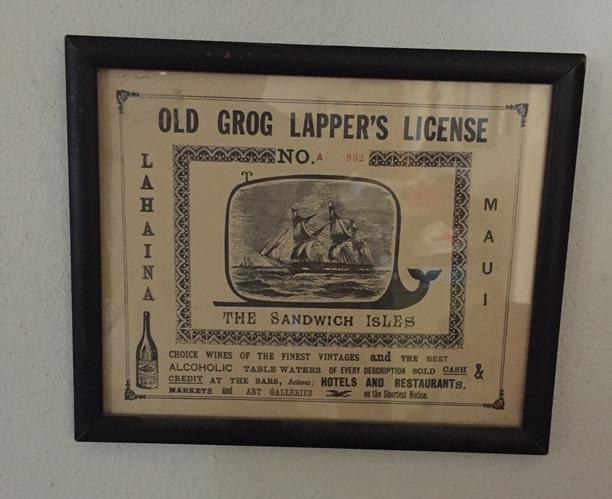 OLD GROG LAPPER'S LICENSE
NO. A 962
LAHAINA
MAUI
THE SANDWICH ISLES
CHOICE WINES OF THE FINEST VINTAGES and THE BEST
ALCOHOLIC TABLE WATERS OF EVERY DESCRIPTION SOLD CASH &
CREDIT AT THE BARS, Saloons: HOTELS AND RESTAURANTS.
MARKETS and ART GALLERIES on the Shortest Notice.